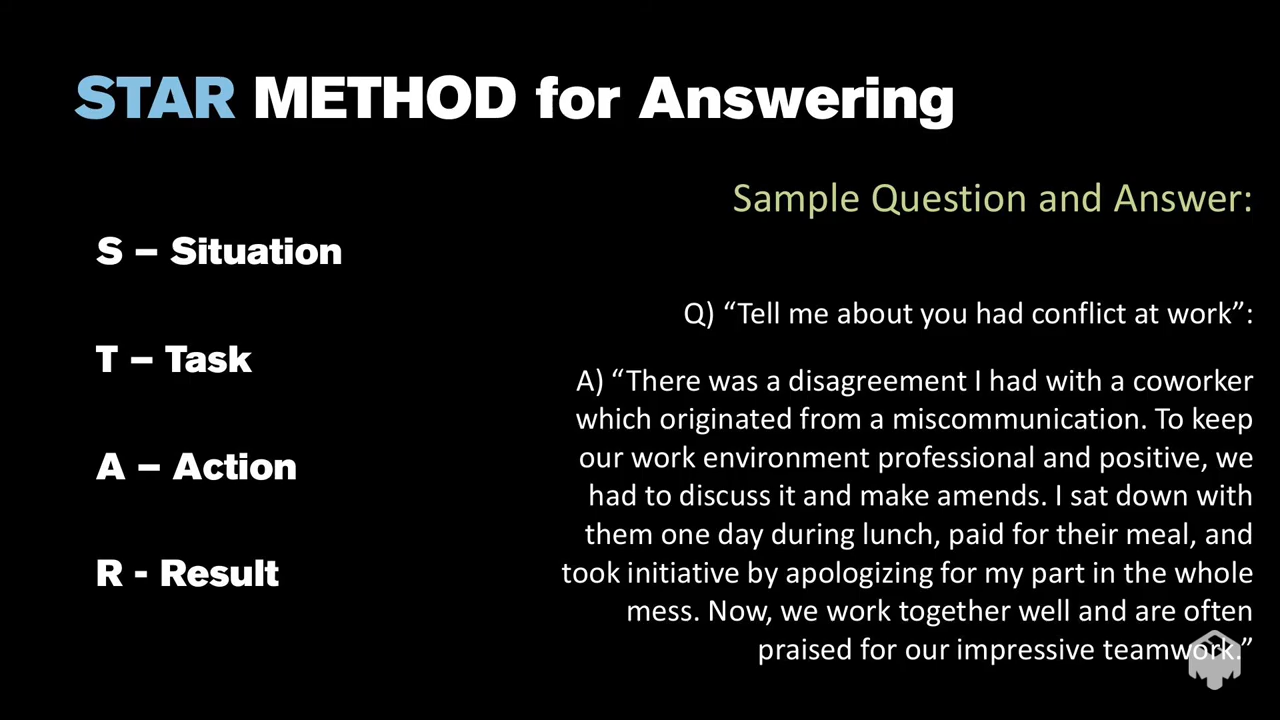 STAR METHOD for Answering
S – Situation
T – Task
A – Action
R - Result
Sample Question and Answer:
Q) “Tell me about you had conflict at work”:
A) “There was a disagreement I had with a coworker
which originated from a miscommunication. To keep
our work environment professional and positive, we
had to discuss it and make amends. I sat down with
them one day during lunch, paid for their meal, and
took initiative by apologizing for my part in the whole
mess. Now, we work together well and are often
praised for our impressive teamwork.”